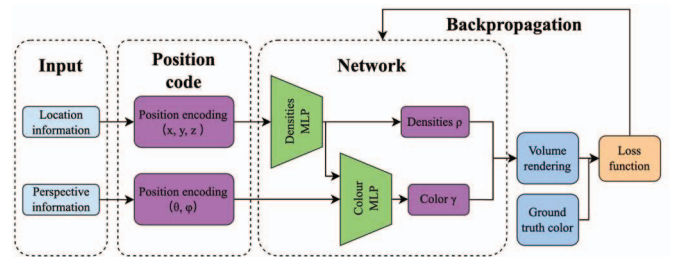 Backpropagation
Input
Position
code
Network
Location
information
Position encoding
(x, y, z )
Densities
MLP
Densities ρ
Volume
rendering
Loss
function
Perspective
information
Position encoding
(θ, φ)
Colour
MLP
Color γ
Ground
truth color